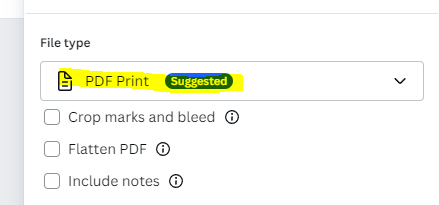 File type
PDF Print Suggested
Crop marks and bleed
Flatten PDF
Include notes